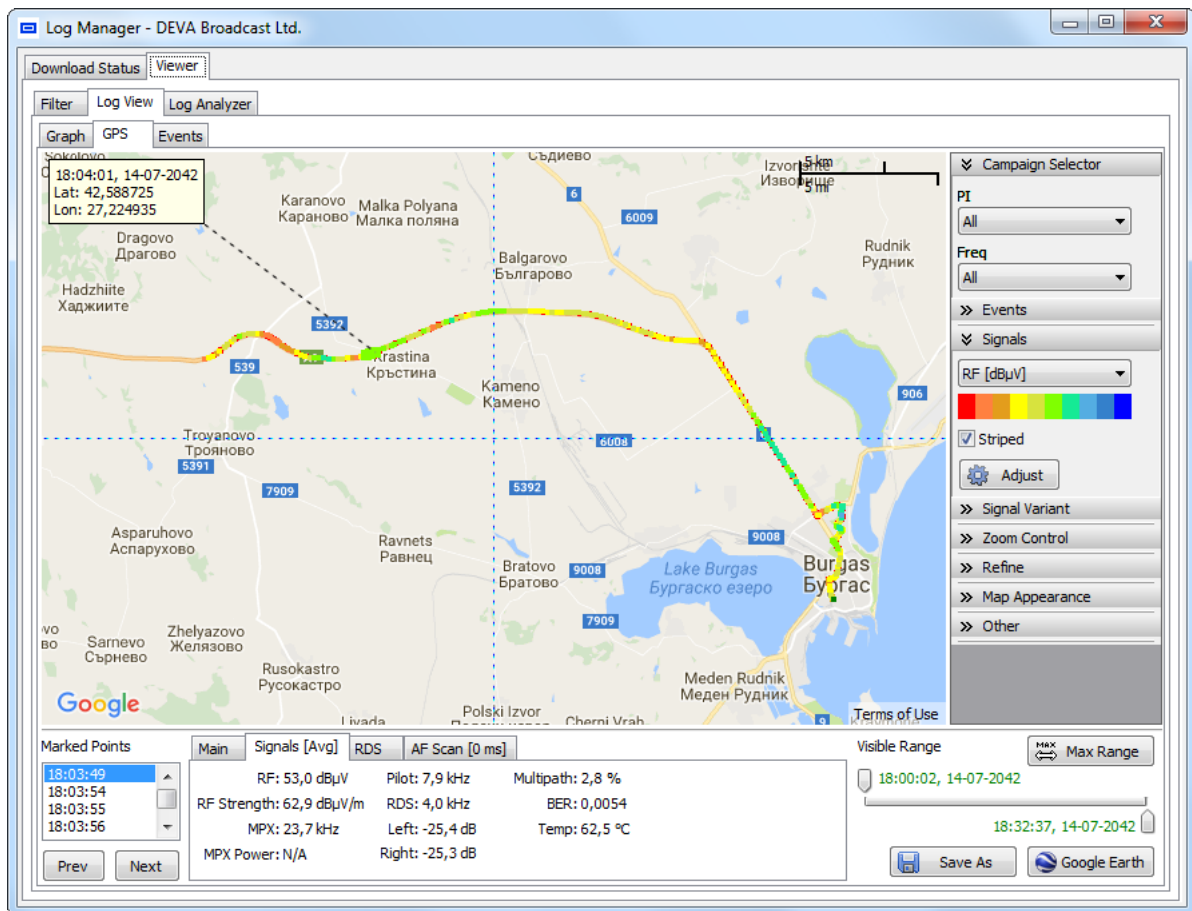 Log Manager - DEVA Broadcast Ltd.
Download Status
Viewer
Filter
Log View
Log Analyzer
Graph
GPS
Events
Sokolovo
18:04:01, 14-07-2042
Lat: 42,588725
Lon: 27,224935
Dragovo
Драгово
Hadzhiite
Хаджиите
Karanovo
Караново
Malka Polyana
Малка поляна
Събиево
6
6009
Izvorishte
Изворище
5 km
5 mi
Balgarovo
Българово
Rudnik
Рудник
5392
539
Krastina
Кръстина
Kameno
Камено
906
Troyanovo
Трояново
5391
6008
6
7909
5392
Asparuhovo
Аспарухово
Ravnets
Равнец
9008
Bratovo
Братово
9008
Lake Burgas
Бургаско езеро
Burgas
Бургас
7909
Sarnevo
Сърнево
Zhelyazovo
Желязово
Rusokastro
Русокастро
Meden Rudnik
Меден Рудник
Google
Livada
Polski Izvor
Cherni Vrah
9
Terms of Use
Campaign Selector
PI
All
Freq
All
Events
Signals
RF [dBµV]
Striped
Adjust
Signal Variant
Zoom Control
Refine
Map Appearance
Other
Marked Points
18:03:49
18:03:54
18:03:55
18:03:56
Prev
Next
Main
Signals [Avg]
RDS
AF Scan [0 ms]
RF: 53,0 dBµV Pilot: 7,9 kHz Multipath: 2,8 %
RF Strength: 62,9 dBµV/m RDS: 4,0 kHz BER: 0,0054
MPX: 23,7 kHz Left: -25,4 dB Temp: 62,5 ºC
MPX Power: N/A Right: -25,3 dB
Visible Range
MAX
Max Range
18:00:02, 14-07-2042
18:32:37, 14-07-2042
Save As
Google Earth